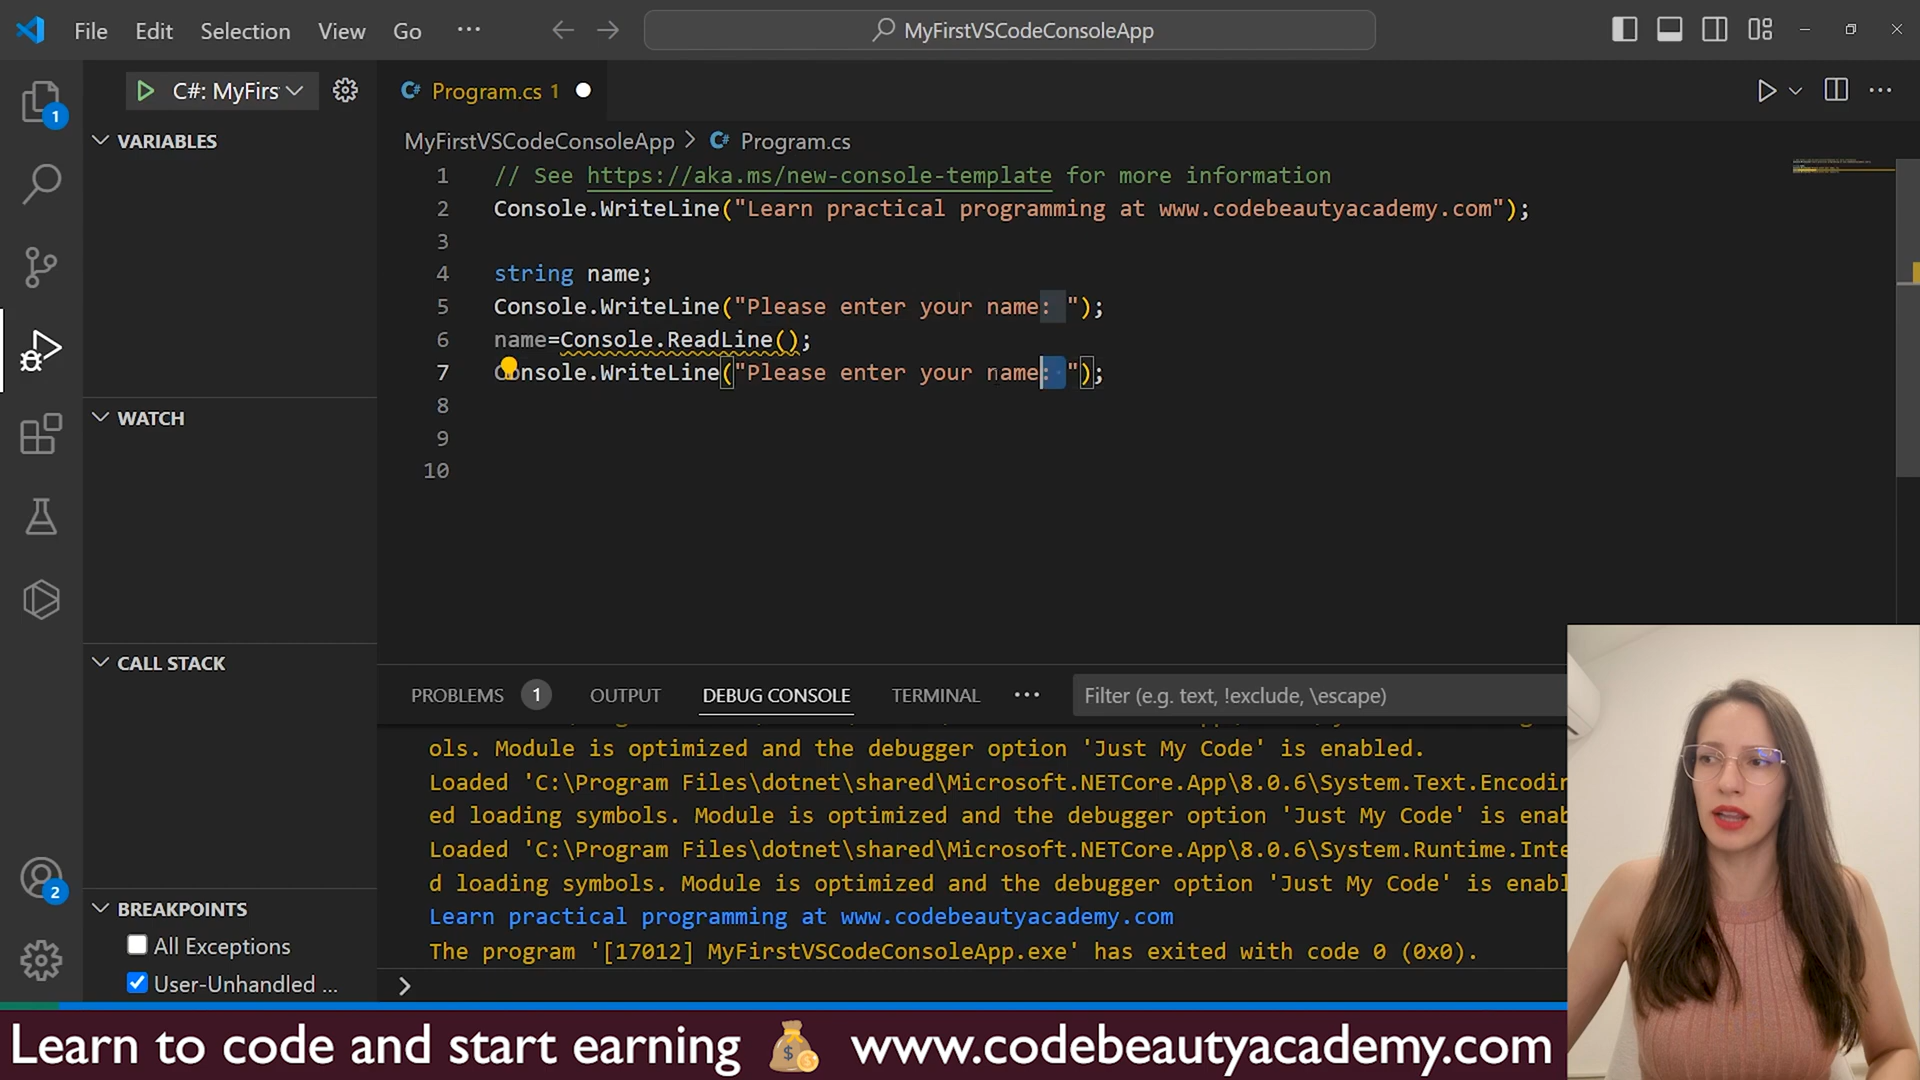 File Edit Selection View Go ··· MyFirstVSCodeConsoleApp
1
2
C#: MyFirs
VARIABLES
WATCH
CALL STACK
BREAKPOINTS
All Exceptions
User-Unhandled ...
Program.cs 1
MyFirstVSCodeConsoleApp > Program.cs
1 // See https://aka.ms/new-console-template for more information
2 Console.WriteLine("Learn practical programming at www.codebeautyacademy.com");
3
4 string name;
5 Console.WriteLine("Please enter your name: ");
6 name=Console.ReadLine();
7 Console.WriteLine("Please enter your name: ");
8
9
10
PROBLEMS 1 OUTPUT DEBUG CONSOLE TERMINAL ··· Filter (e.g. text, !exclude, \escape)
ols. Module is optimized and the debugger option 'Just My Code' is enabled.
Loaded 'C:\Program Files\dotnet\shared\Microsoft.NETCore.App\8.0.6\System.Text.Encodin
ed loading symbols. Module is optimized and the debugger option 'Just My Code' is enab
Loaded 'C:\Program Files\dotnet\shared\Microsoft.NETCore.App\8.0.6\System.Runtime.Inte
d loading symbols. Module is optimized and the debugger option 'Just My Code' is enabl
Learn practical programming at www.codebeautyacademy.com
The program '[17012] MyFirstVSCodeConsoleApp.exe' has exited with code 0 (0x0).
>
Learn to code and start earning 💰 www.codebeautyacademy.com